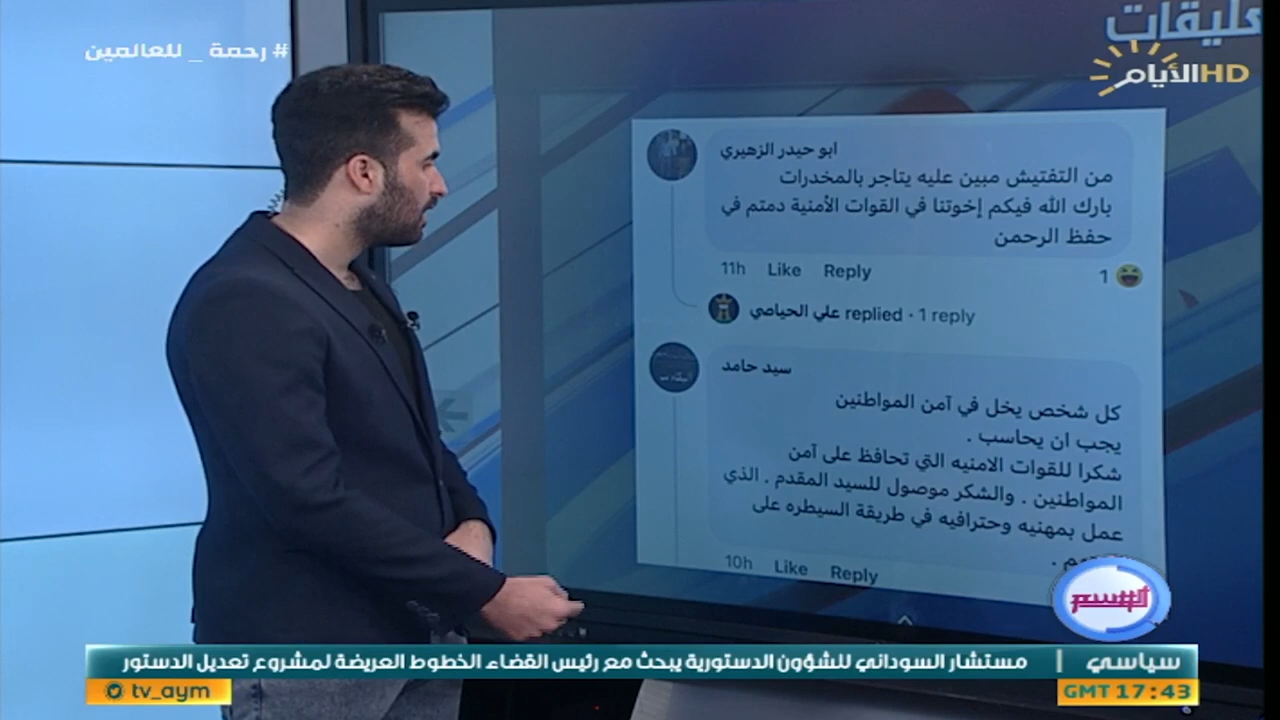 # رحمة _ للعالمين
تعليقات
الأيام HD
ابو حيدر الزهيري
من التفتيش مبين عليه يتاجر بالمخدرات
بارك الله فيكم إخوتنا في القوات الأمنية دمتم في
حفظ الرحمن
11h Like Reply
1
علي الحياصي replied · 1 reply
سيد حامد
كل شخص يخل في آمن المواطنين
يجب ان يحاسب .
شكرا للقوات الامنيه التي تحافظ على آمن
المواطنين . والشكر موصول للسيد المقدم . الذي
عمل بمهنيه وحترافيه في طريقة السيطره على
10h Like Reply
سياسي | مستشار السوداني للشؤون الدستورية يبحث مع رئيس القضاء الخطوط العريضة لمشروع تعديل الدستور
tv_aym
GMT 17:43